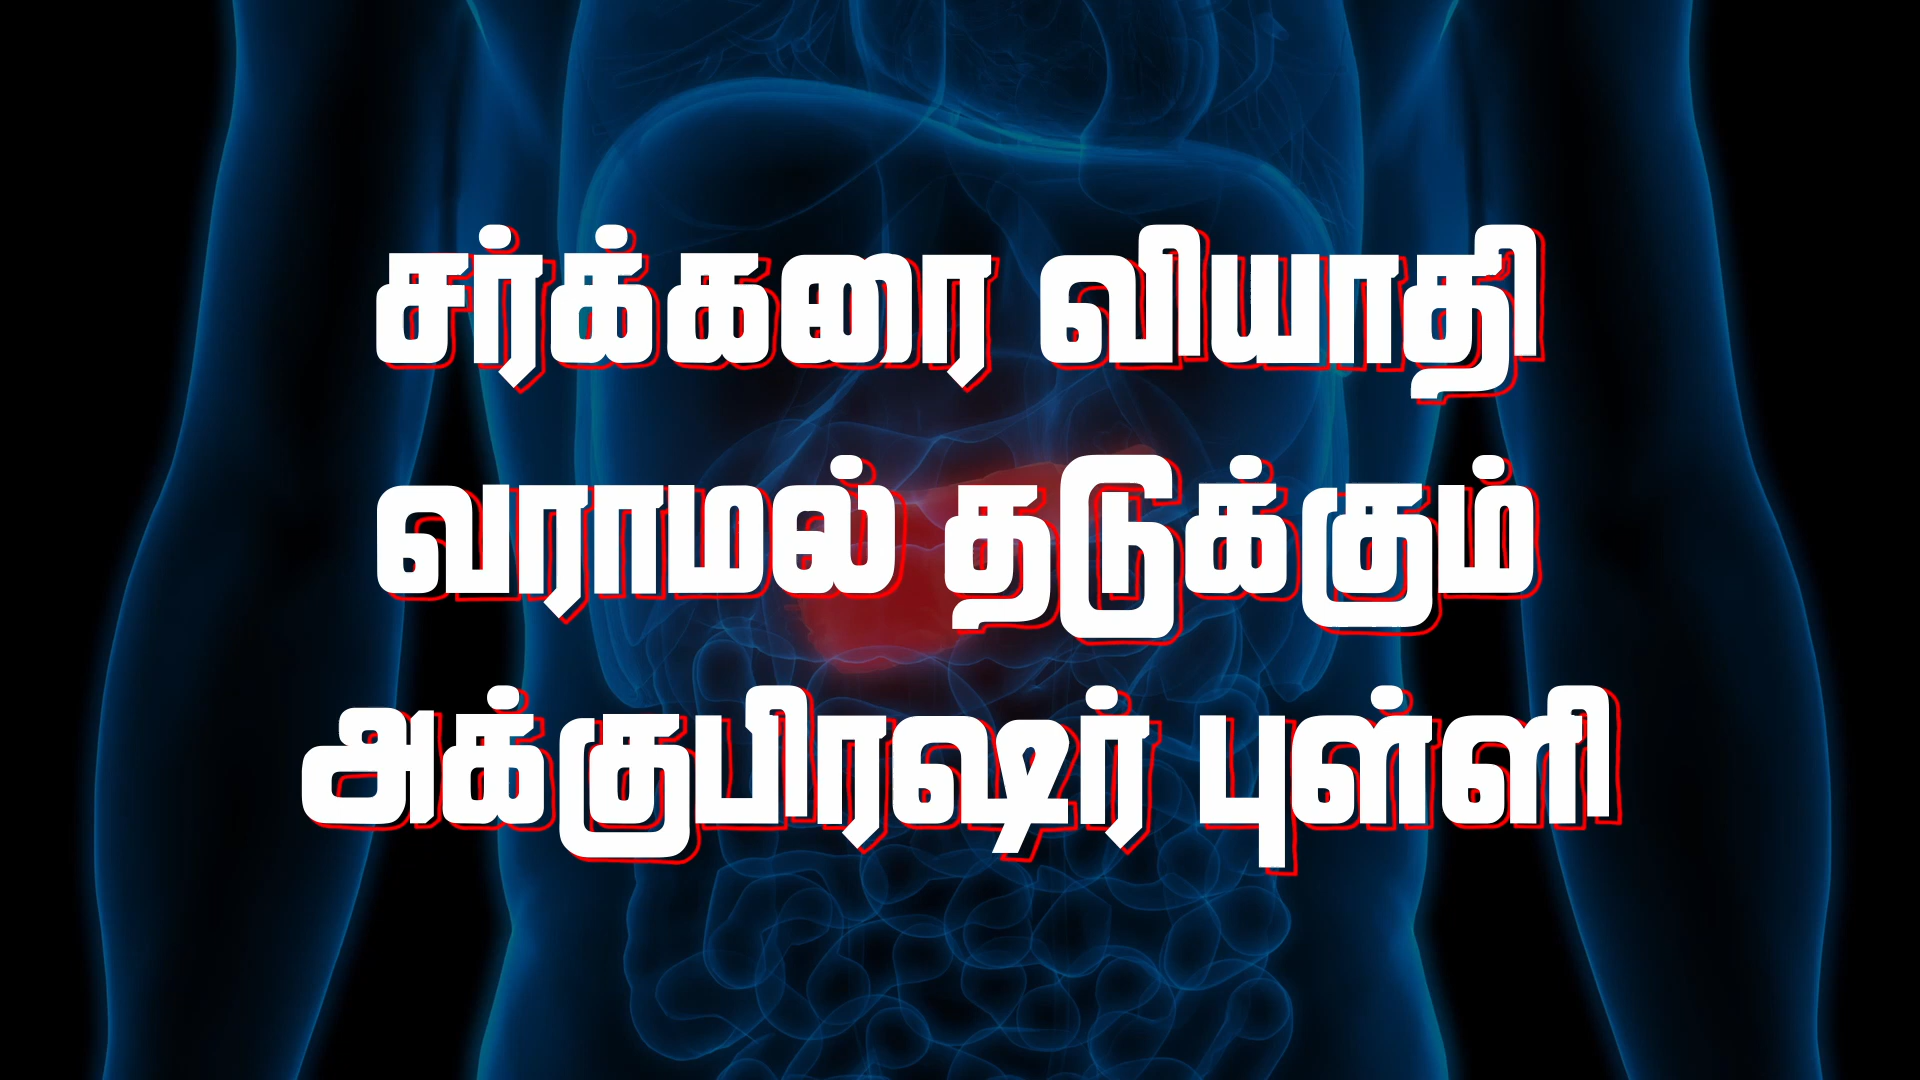 சர்க்கரை வியாதி
வராமல் தடுக்கும்
அக்குபிரஷர் புள்ளி